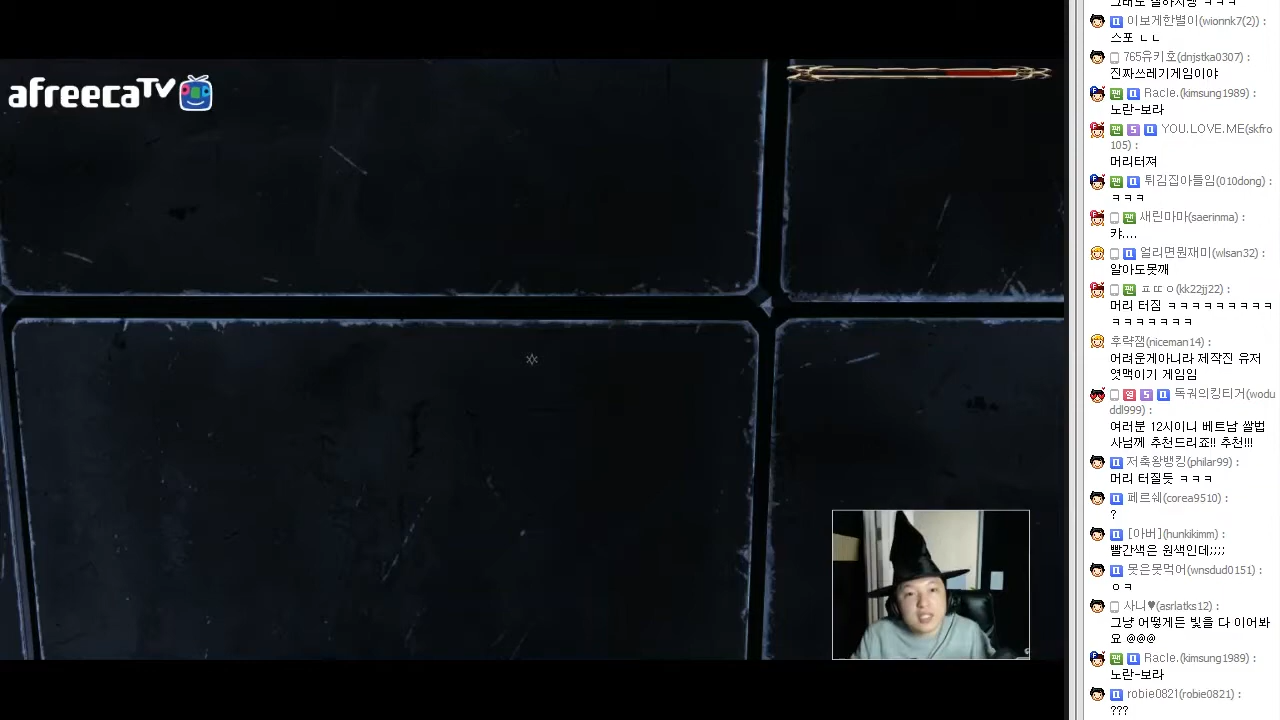 afreecaTV
그래도 잘하자냥 ㅋㅋㅋ
이보게한별이(wionnk7(2)) :
스포 ㄴㄴ
765유키호(dnjstka0307) :
진짜쓰레기게임이야
팬 Racle.(kimsung1989) :
노란-보라
팬 S YOU.LOVE.ME(skfro
105) :
머리터져
팬 튀김집아들임(010dong) :
ㅋㅋㅋ
팬 새린마마(saerinma) :
캬....
얼리면뭔재미(wlsan32) :
알아도못깨
팬 ㅍㄸㅇ(kk22jj22) :
머리 터짐 ㅋㅋㅋㅋㅋㅋㅋㅋㅋ
ㅋㅋㅋㅋㅋㅋㅋ
후략잼(niceman14) :
어려운게아니라 제작진 유저
엿맥이기 게임임
열 S 독궈의킹티거(wodu
ddl999) :
여러분 12시이니 베트남 쌀법
사님께 추천드리죠!! 추천!!!
저축왕뱅킹(philar99) :
머리 터질듯 ㅋㅋㅋ
페르쉐(corea9510) :
?
[아버](hunkikimm) :
빨간색은 원색인데;;;;
못은못먹어(wnsdud0151) :
ㅇㅋ
사니♥(asrlatks12) :
그냥 어떻게든 빛을 다 이어봐
요 @@@
팬 Racle.(kimsung1989) :
노란-보라
robie0821(robie0821) :
???